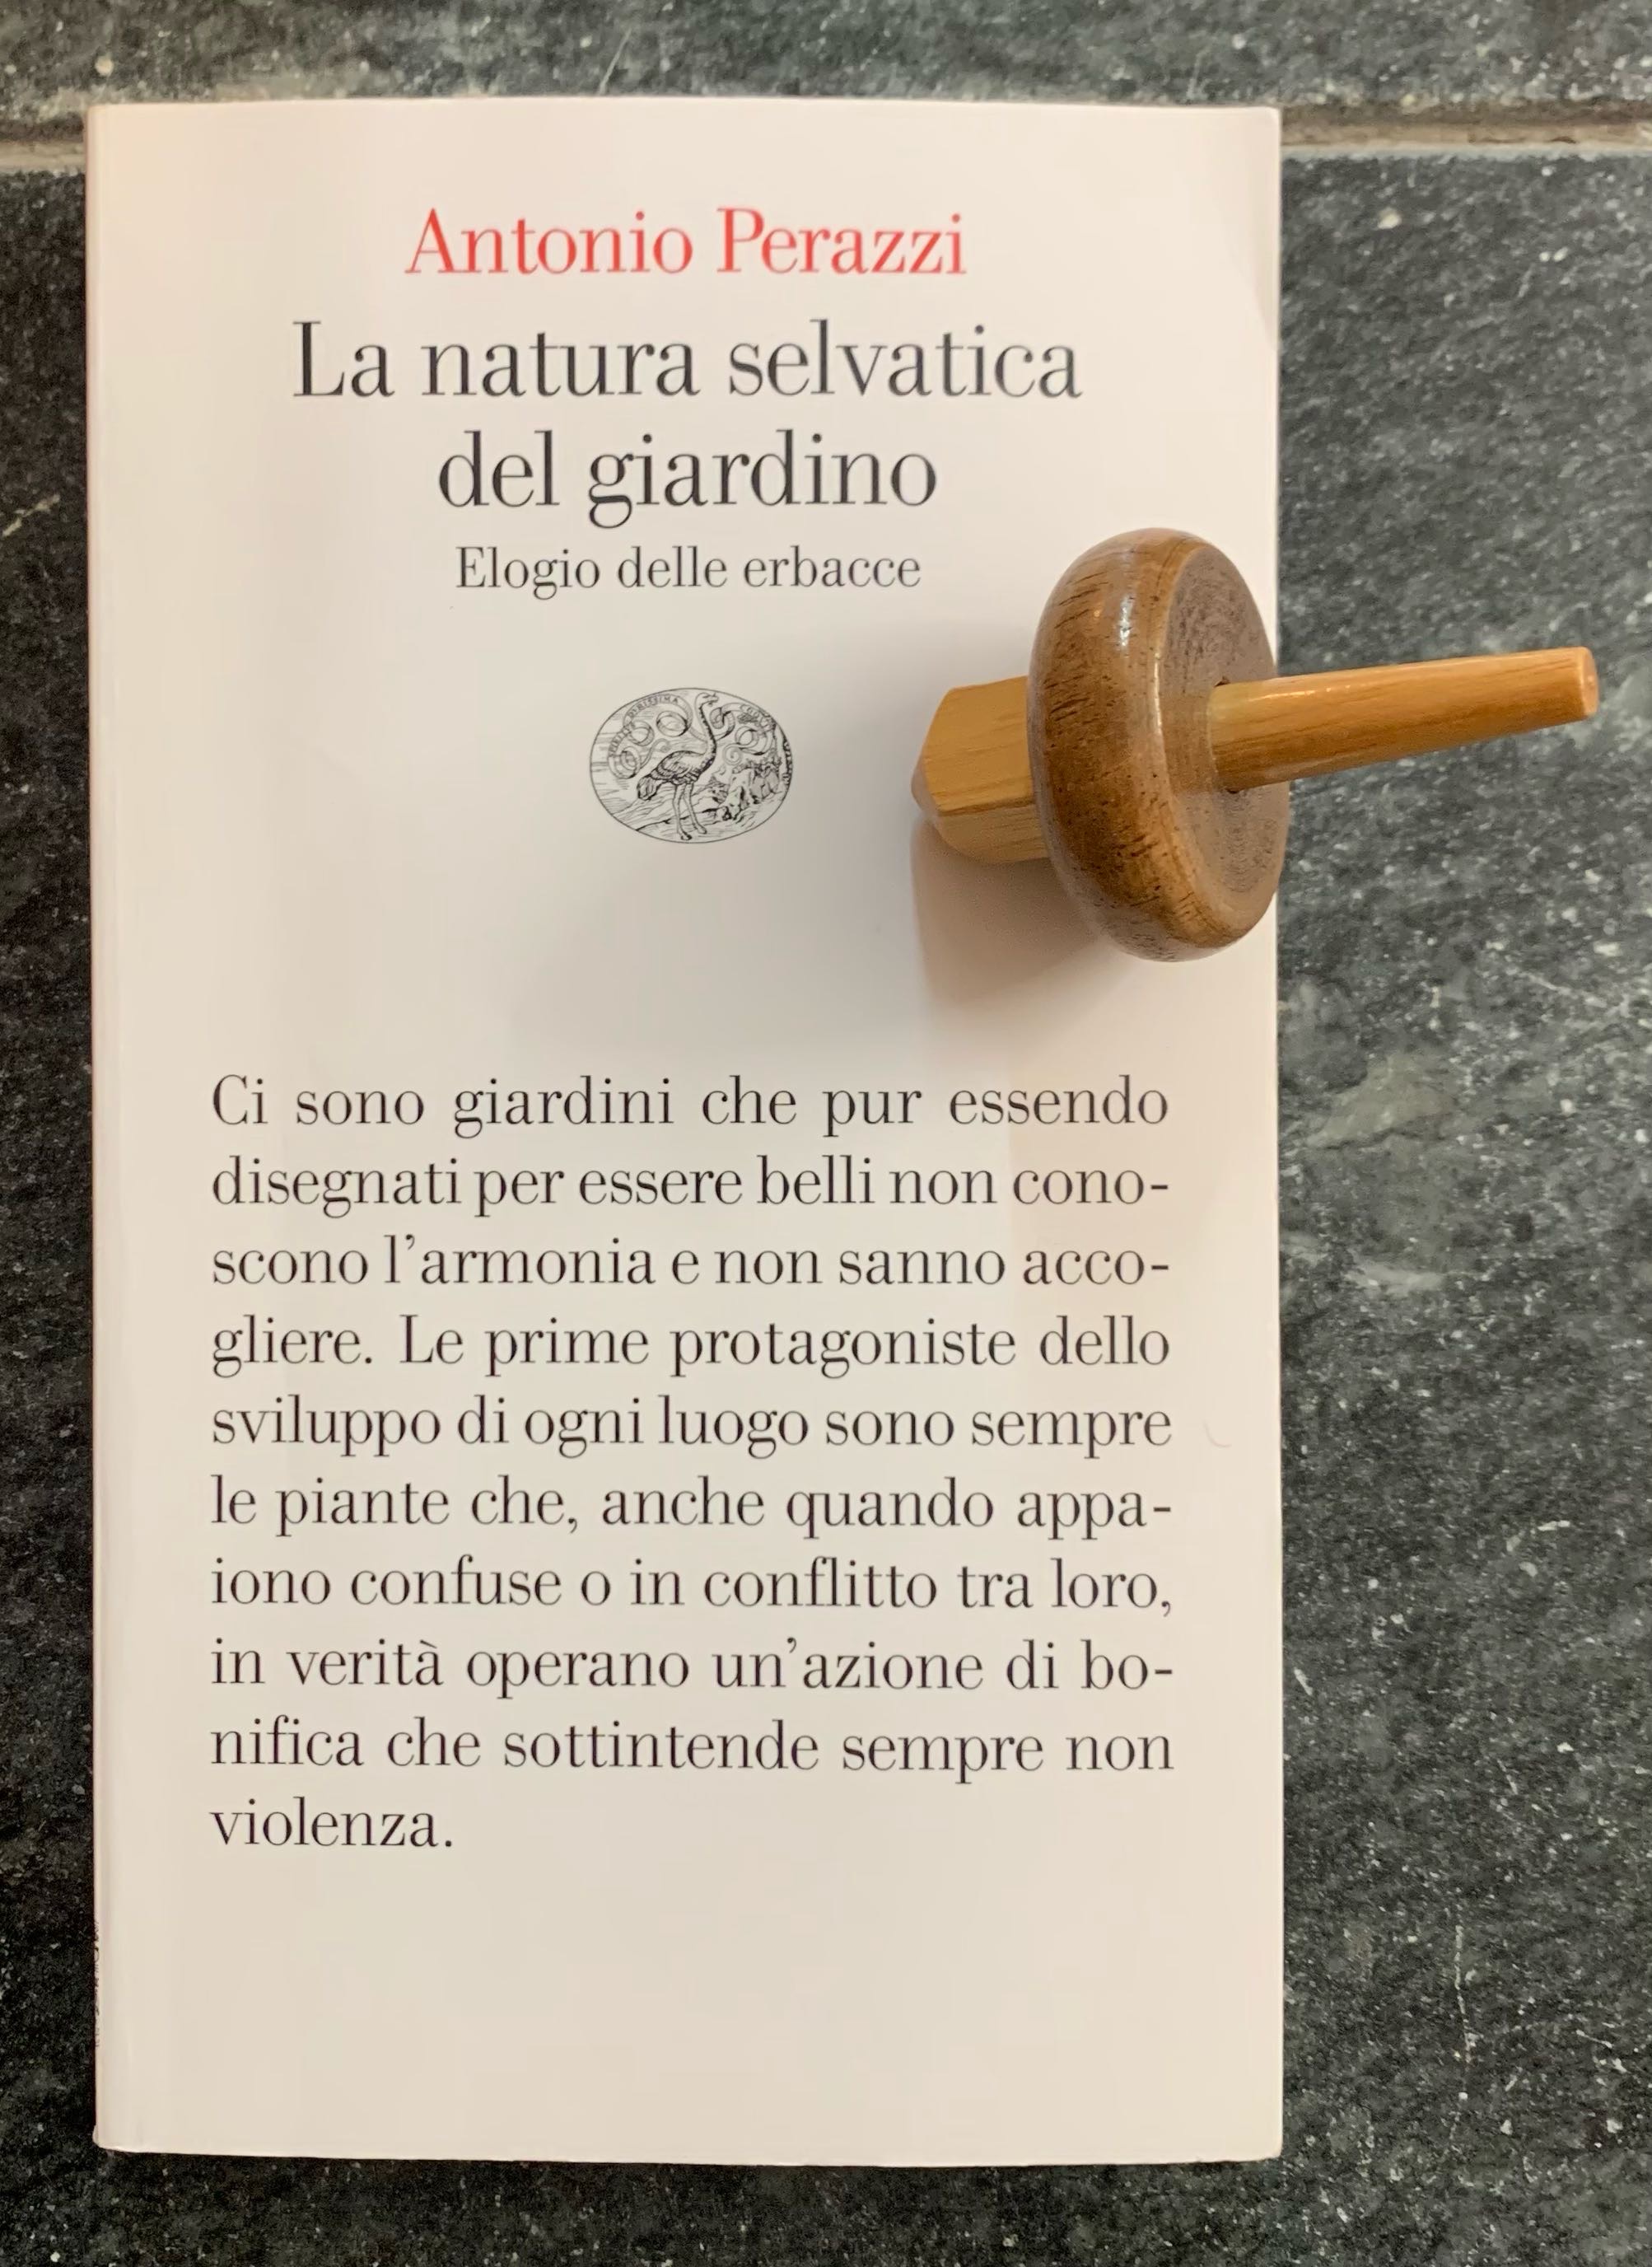 Antonio Perazzi
La natura selvatica
del giardino
Elogio delle erbacce
Ci sono giardini che pur essendo
disegnati per essere belli non cono-
scono l’armonia e non sanno acco-
gliere. Le prime protagoniste dello
sviluppo di ogni luogo sono sempre
le piante che, anche quando appa-
iono confuse o in conflitto tra loro,
in verità operano un’azione di bo-
nifica che sottintende sempre non
violenza.